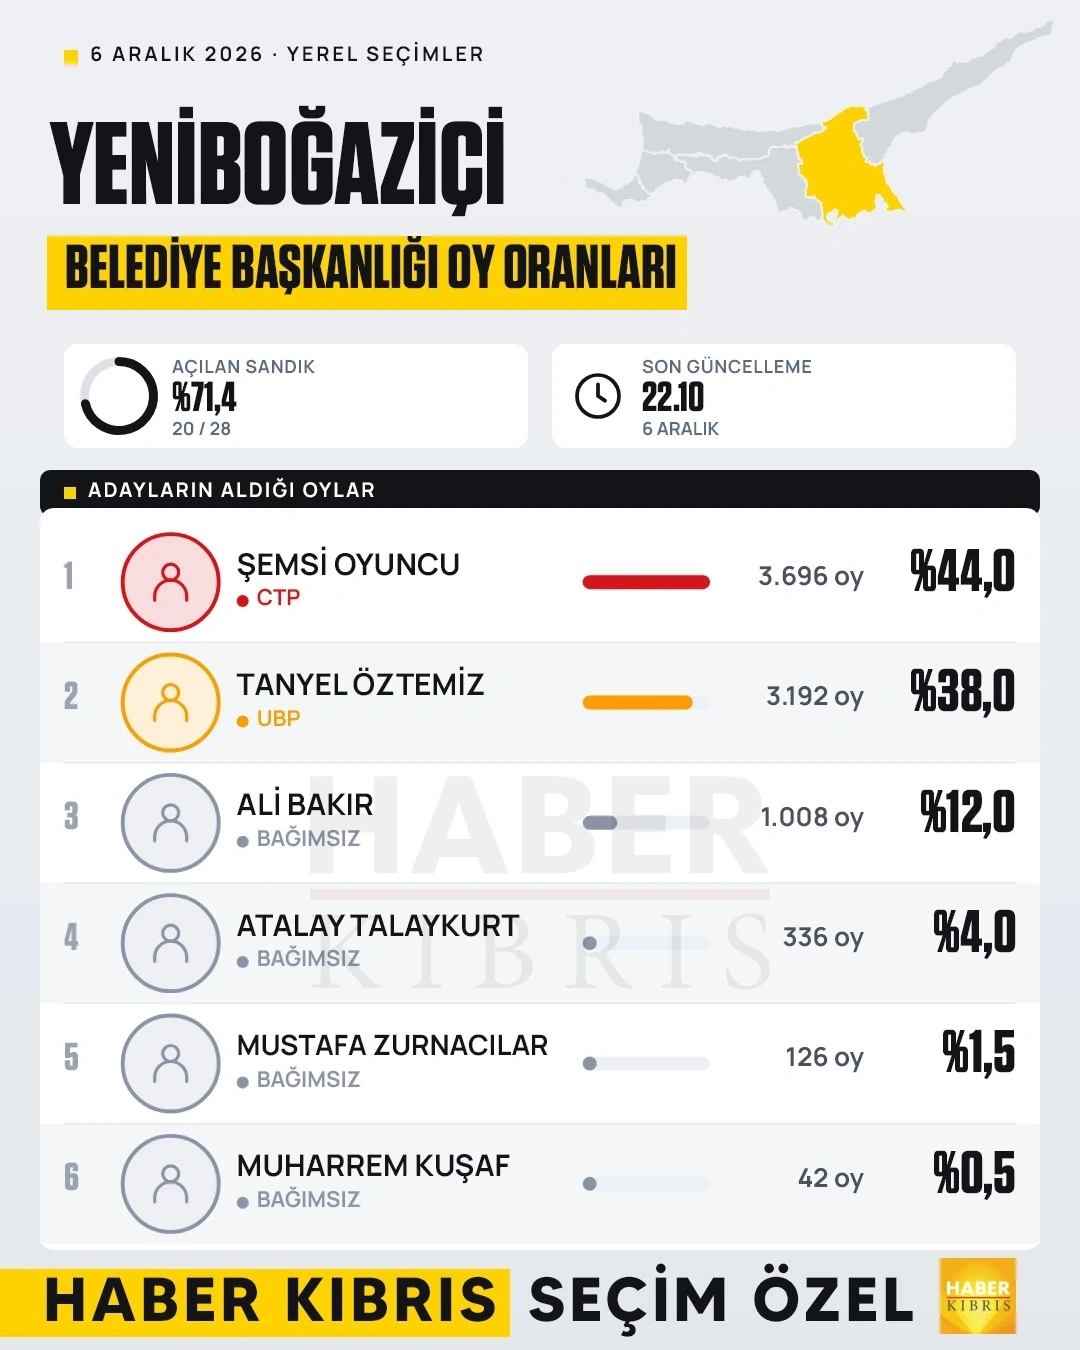 6 ARALIK 2026 · YEREL SEÇİMLER
YENİBOĞAZİÇİ
BELEDİYE BAŞKANLIĞI OY ORANLARI
AÇILAN SANDIK
%71,4
20 / 28
SON GÜNCELLEME
22.10
6 ARALIK
ADAYLARIN ALDIĞI OYLAR
1 ŞEMSİ OYUNCU 3.696 oy %44,0
CTP
2 TANYEL ÖZTEMİZ 3.192 oy %38,0
UBP
3 ALİ BAKIR 1.008 oy %12,0
BAĞIMSIZ
4 ATALAY TALAYKURT 336 oy %4,0
BAĞIMSIZ
5 MUSTAFA ZURNACILAR 126 oy %1,5
BAĞIMSIZ
6 MUHARREM KUŞAF 42 oy %0,5
BAĞIMSIZ
HABER
KIBRIS
HABER KIBRIS SEÇİM ÖZEL
HABER
KIBRIS